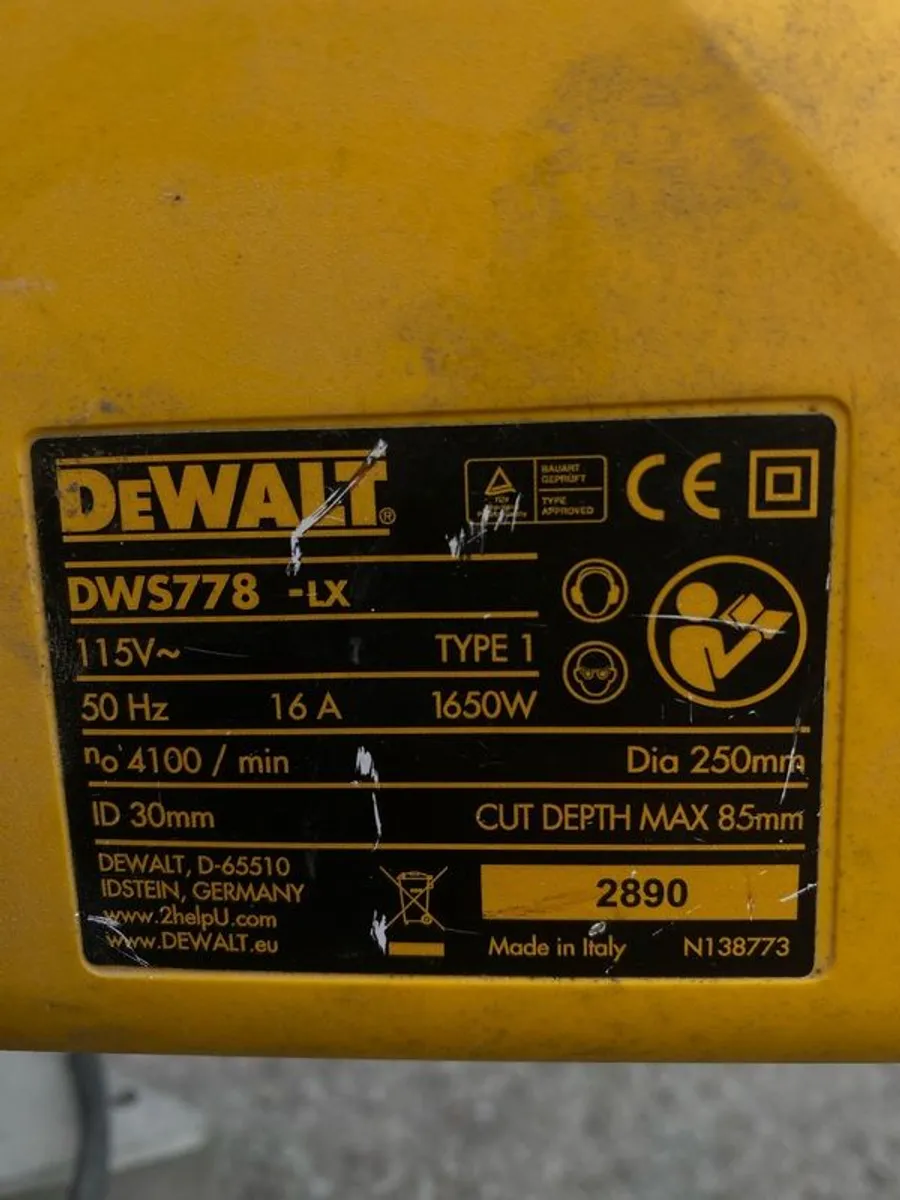 DEWALT®
BAUART
GEPRÜFT
TYPE
APPROVED
CE
DWS778 -LX
115V~ TYPE 1
50 Hz 16 A 1650W
no 4100 / min Dia 250mm
ID 30mm CUT DEPTH MAX 85mm
DEWALT, D-65510
IDSTEIN, GERMANY
www.2helpU.com
www.DEWALT.eu
2890
Made in Italy N138773